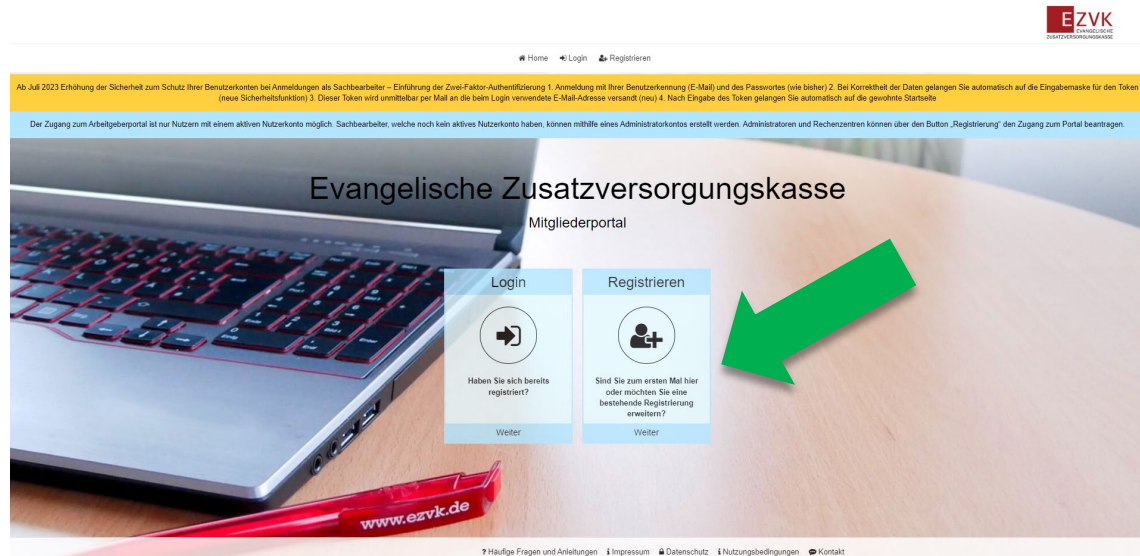 EZVK
EVANGELISCHE
ZUSATZVERSORGUNGSKASSE
Home Login Registrieren
Ab Juli 2023 Erhöhung der Sicherheit zum Schutz Ihrer Benutzerkonten bei Anmeldungen als Sachbearbeiter – Einführung der Zwei-Faktor-Authentifizierung 1. Anmeldung mit Ihrer Benutzerkennung (E-Mail) und des Passwortes (wie bisher) 2. Bei Korrektheit der Daten gelangen Sie automatisch auf die Eingabemaske für den Token
(neue Sicherheitsfunktion) 3. Dieser Token wird unmittelbar per Mail an die beim Login verwendete E-Mail-Adresse versandt (neu) 4. Nach Eingabe des Token gelangen Sie automatisch auf die gewohnte Startseite
Der Zugang zum Arbeitgeberportal ist nur Nutzern mit einem aktiven Nutzerkonto möglich. Sachbearbeiter, welche noch kein aktives Nutzerkonto haben, können mithilfe eines Administratorkontos erstellt werden. Administratoren und Rechenzentren können über den Button „Registrierung" den Zugang zum Portal beantragen.
Evangelische Zusatzversorgungskasse
Mitgliederportal
Login
Haben Sie sich bereits
registriert?
Weiter
Registrieren
Sind Sie zum ersten Mal hier
oder möchten Sie eine
bestehende Registrierung
erweitern?
Weiter
www.ezvk.de
Häufige Fragen und Anleitungen Impressum Datenschutz Nutzungsbedingungen Kontakt